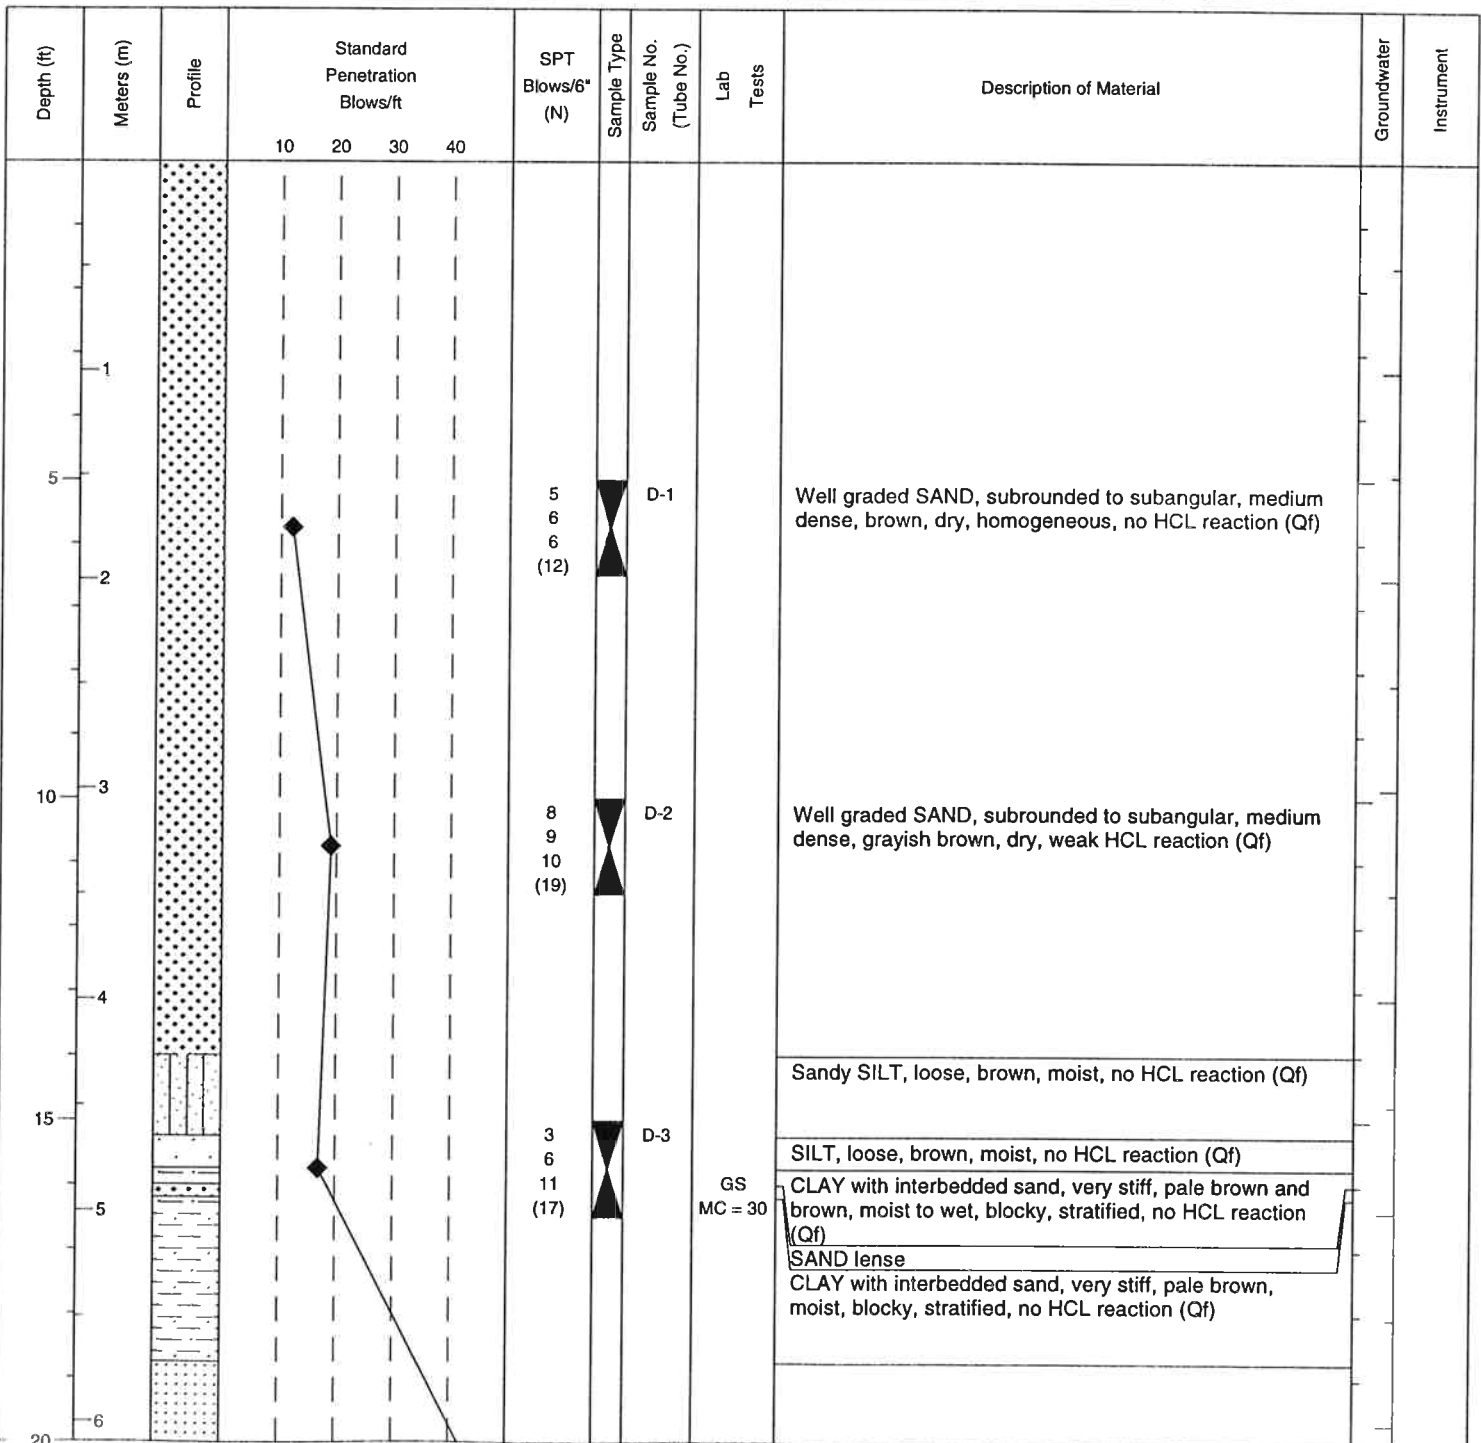 Depth (ft)
Meters (m)
Profile
Standard
Penetration
Blows/ft
10 20 30 40
SPT
Blows/6"
(N)
Sample Type
Sample No.
(Tube No.)
Lab
Tests
Description of Material
Groundwater
Instrument
1
5
5
6
6
(12)
D-1
Well graded SAND, subrounded to subangular, medium
dense, brown, dry, homogeneous, no HCL reaction (Qf)
2
3
10
8
9
10
(19)
D-2
Well graded SAND, subrounded to subangular, medium
dense, grayish brown, dry, weak HCL reaction (Qf)
4
Sandy SILT, loose, brown, moist, no HCL reaction (Qf)
15
3
6
11
(17)
D-3
SILT, loose, brown, moist, no HCL reaction (Qf)
GS
MC = 30
CLAY with interbedded sand, very stiff, pale brown and
brown, moist to wet, blocky, stratified, no HCL reaction
(Qf)
5
SAND lense
CLAY with interbedded sand, very stiff, pale brown,
moist, blocky, stratified, no HCL reaction (Qf)
6
20